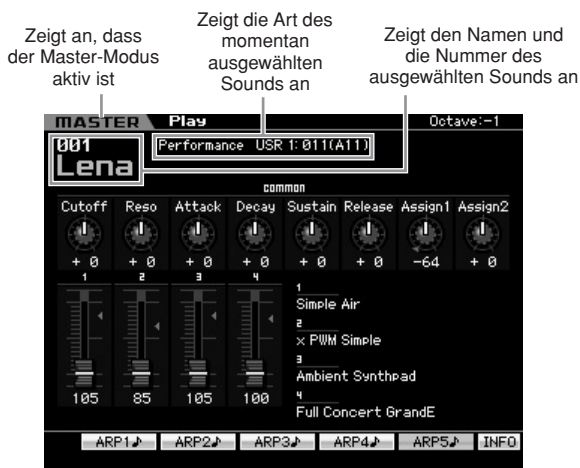 Zeigt an, dass
der Master-Modus
aktiv ist
Zeigt die Art des
momentan
ausgewählten
Sounds an
Zeigt den Namen und
die Nummer des
ausgewählten Sounds an
MASTER Play Octave:-1
001
Lena
Performance USR 1:011(A11)
common
Cutoff Reso Attack Decay Sustain Release Assign1 Assign2
+ 0 + 0 + 0 + 0 + 0 + 0 -64 + 0
1 2 3 4
105 85 105 100
1
Simple Air
2
x PWM Simple
3
Ambient Synthpad
4
Full Concert GrandE
ARP1♪ ARP2♪ ARP3♪ ARP4♪ ARP5♪ INFO